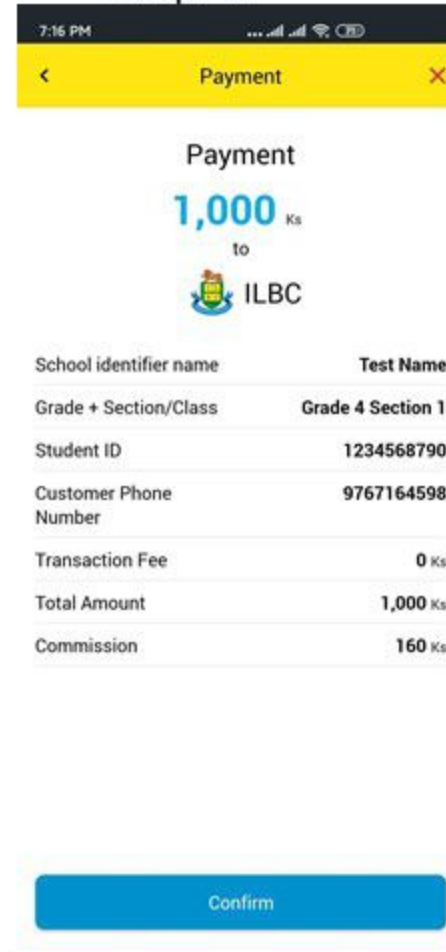 7:16 PM
Payment
Payment
1,000 Ks
to
ILBC
School identifier name Test Name
Grade + Section/Class Grade 4 Section 1
Student ID 1234568790
Customer Phone 9767164598
Number
Transaction Fee 0 Ks
Total Amount 1,000 Ks
Commission 160 Ks
Confirm